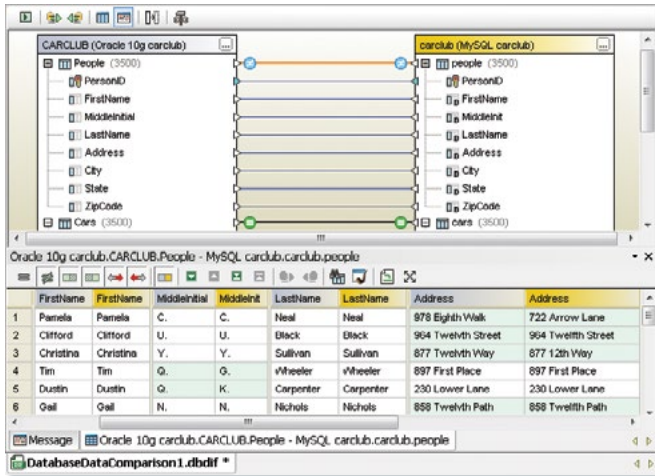 CARCLUB (Oracle 10g carclub) ... carclub (MySQL carclub) ...
People (3500) people (3500)
PersonID PersonID
FirstName FirstName
MiddleInitial MiddleInit
LastName LastName
Address Address
City City
State State
ZipCode ZipCode
Cars (3500) cars (3500)
Oracle 10g carclub.CARCLUB.People - MySQL carclub.carclub.people
FirstName FirstName MiddleInitial MiddleInit LastName LastName Address Address
1 Pamela Pamela C. C. Neal Neal 978 Eighth Walk 722 Arrow Lane
2 Clifford Clifford U. U. Black Black 964 Twelvth Street 964 Twelfth Street
3 Christina Christina Y. Y. Sullivan Sullivan 877 Twelvth Way 877 12th Way
4 Tim Tim Q. G. Wheeler Wheeler 897 First Place 897 First Place
5 Dustin Dustin Q. K. Carpenter Carpenter 230 Lower Lane 230 Lower Lane
6 Gail Gail N. N. Nichols Nichols 858 Twelvth Path 858 Twelfth Path
Message Oracle 10g carclub.CARCLUB.People - MySQL carclub.carclub.people
DatabaseDataComparison1.dbdif *